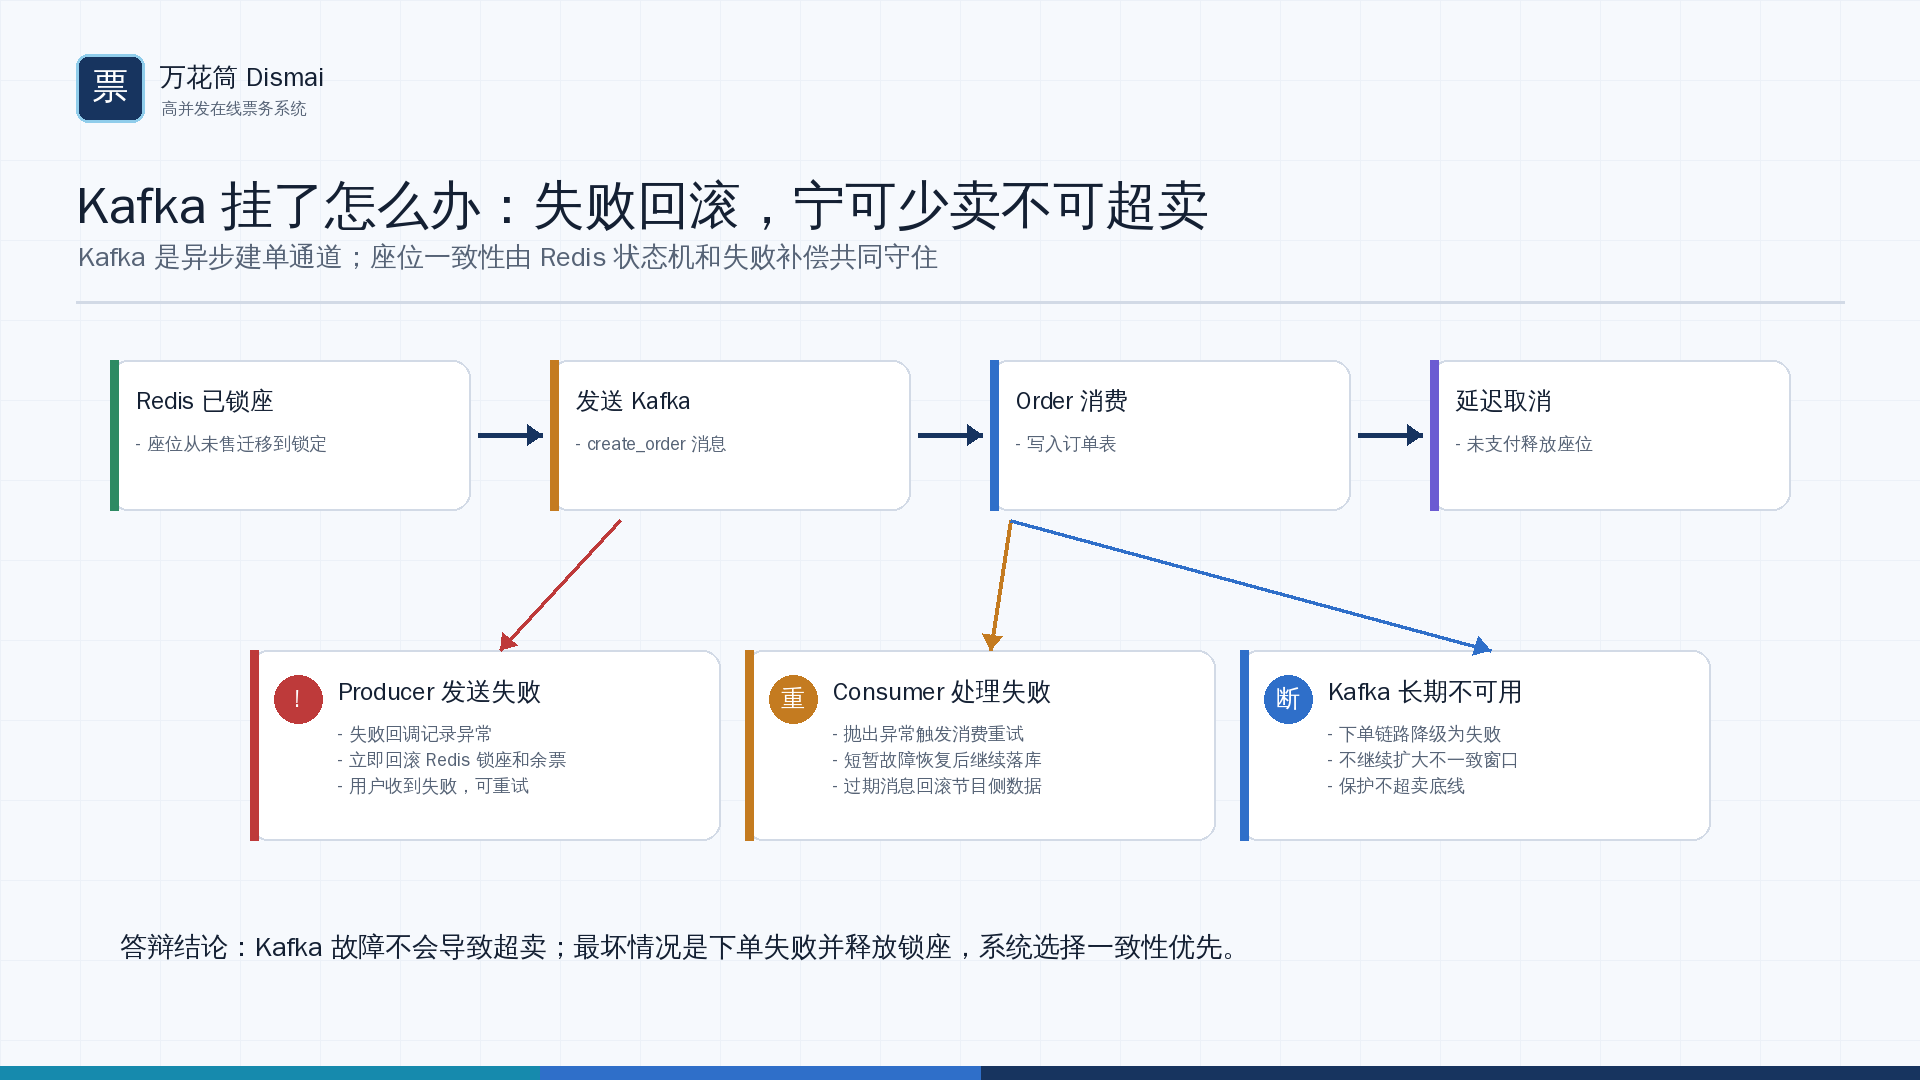 票
万花筒 Dismai
高并发在线票务系统
Kafka 挂了怎么办：失败回滚，宁可少卖不可超卖
Kafka 是异步建单通道；座位一致性由 Redis 状态机和失败补偿共同守住
Redis 已锁座
- 座位从未售迁移到锁定
发送 Kafka
- create_order 消息
Order 消费
- 写入订单表
延迟取消
- 未支付释放座位
!
Producer 发送失败
- 失败回调记录异常
- 立即回滚 Redis 锁座和余票
- 用户收到失败，可重试
重
Consumer 处理失败
- 抛出异常触发消费重试
- 短暂故障恢复后继续落库
- 过期消息回滚节目侧数据
断
Kafka 长期不可用
- 下单链路降级为失败
- 不继续扩大不一致窗口
- 保护不超卖底线
答辩结论：Kafka 故障不会导致超卖；最坏情况是下单失败并释放锁座，系统选择一致性优先。